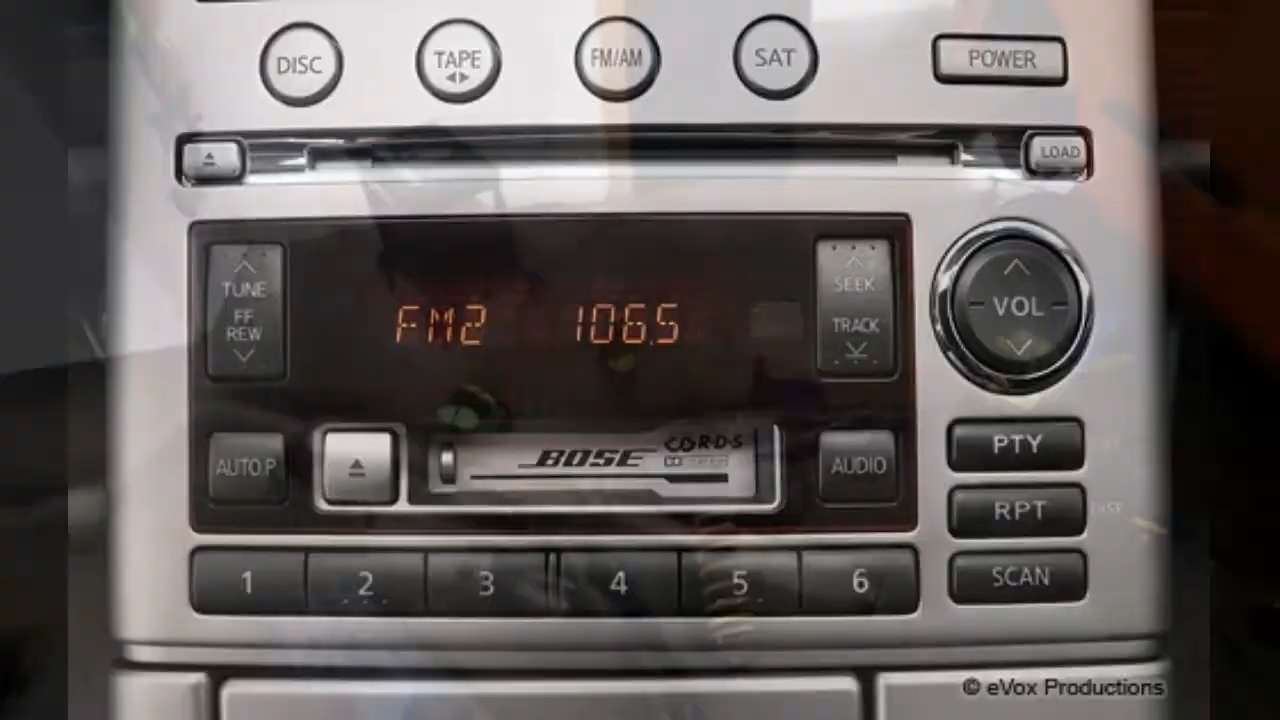 DISC
TAPE
FM/AM
SAT
POWER
LOAD
TUNE
FF
REW
FM2 106.5
SEEK
TRACK
VOL
AUTO.P
BOSE
R·D·S
AUDIO
PTY
RPT
SCAN
1 2 3 4 5 6
© eVox Productions